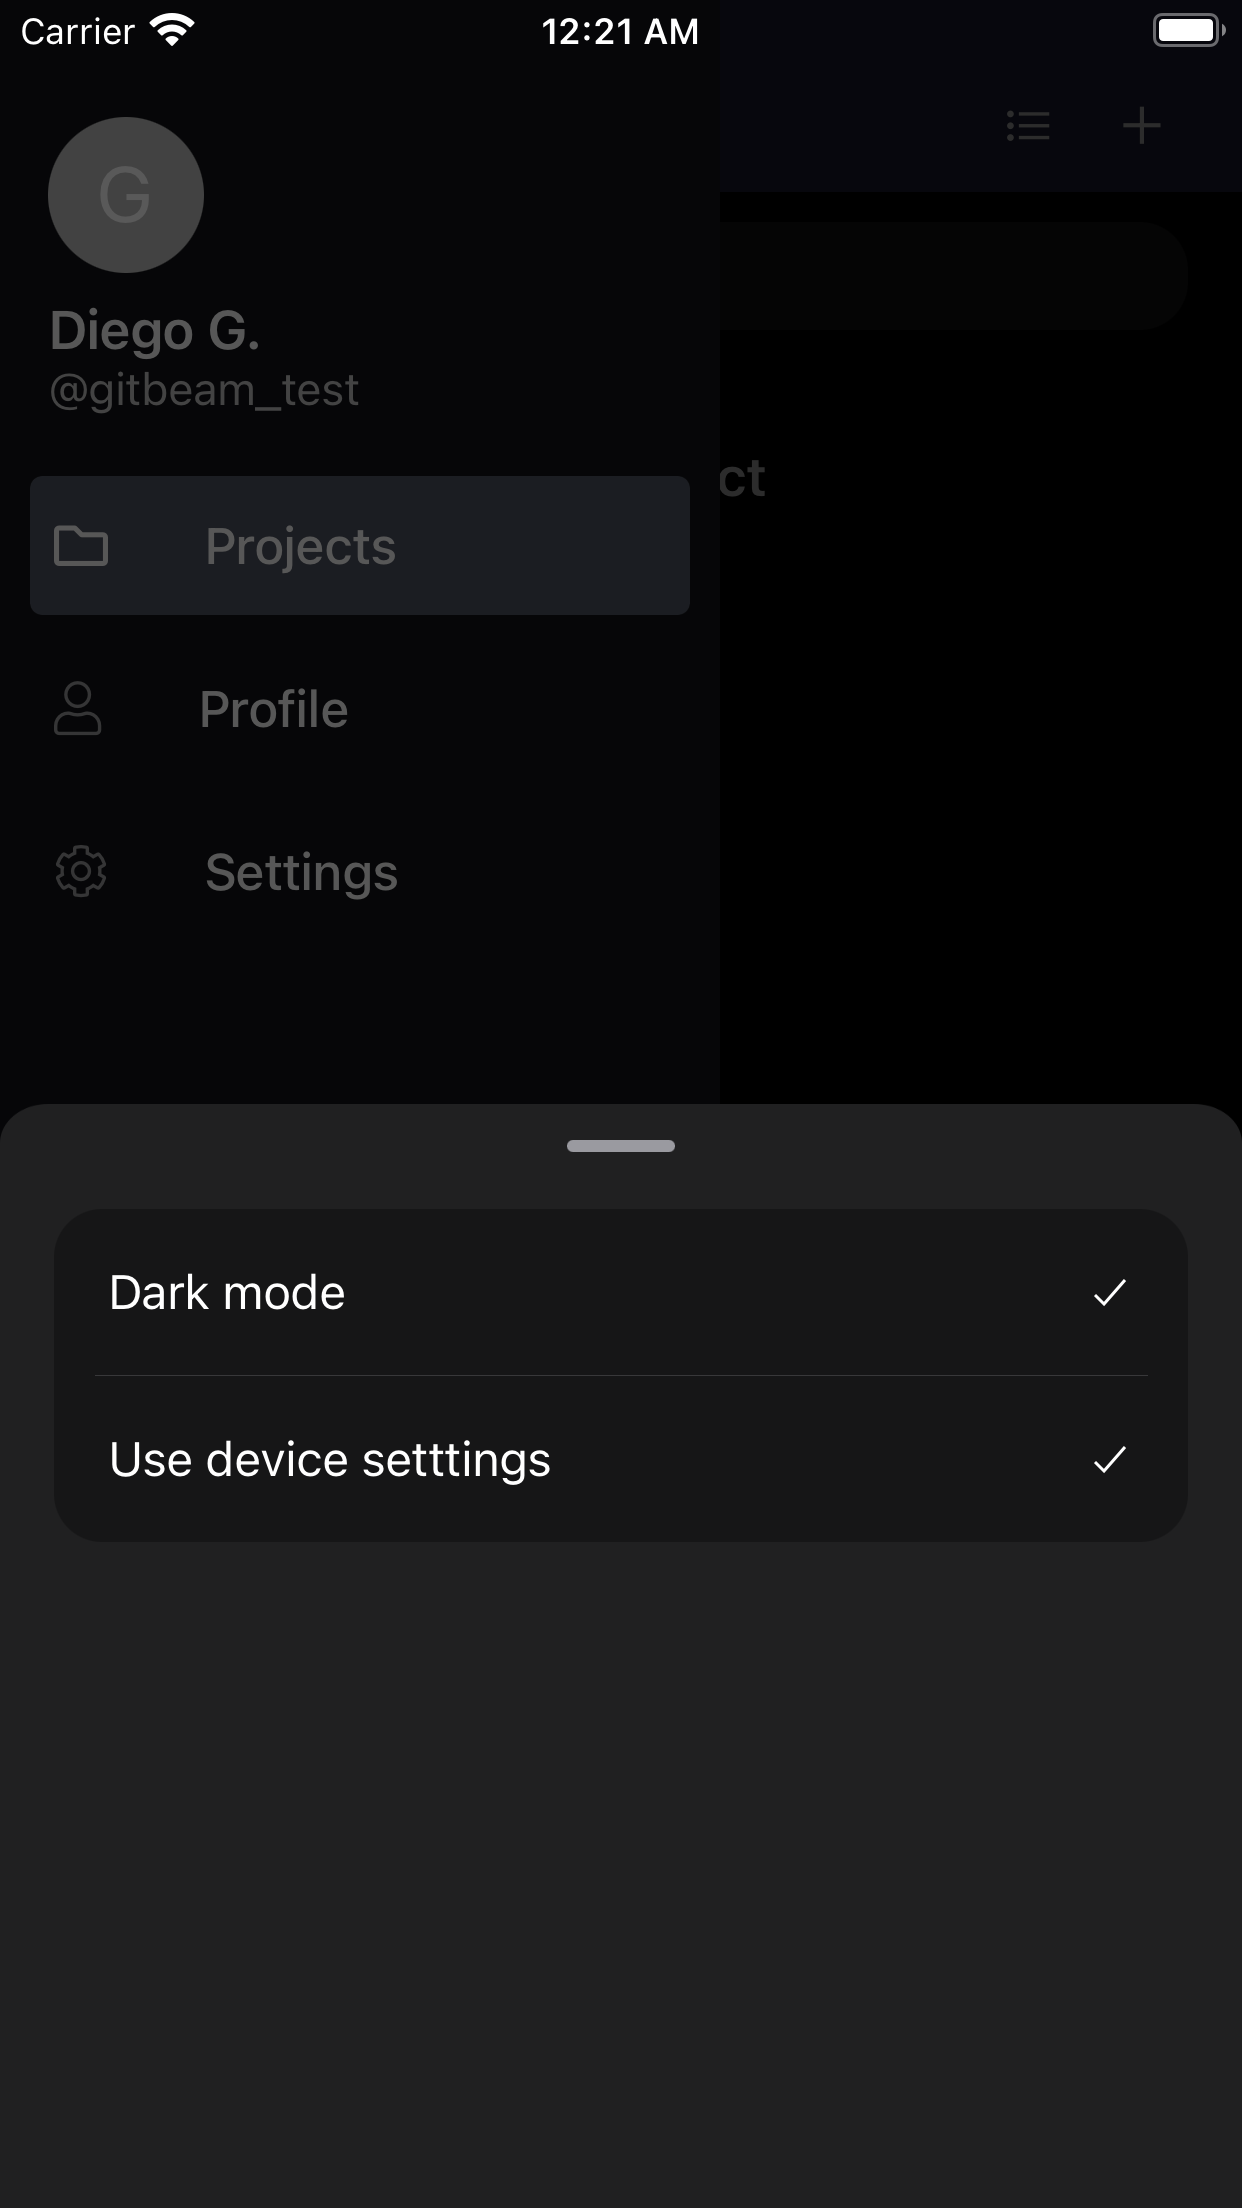 Carrier 12:21 AM
G
Diego G.
@gitbeam_test
ct
Projects
Profile
Settings
Dark mode
Use device setttings